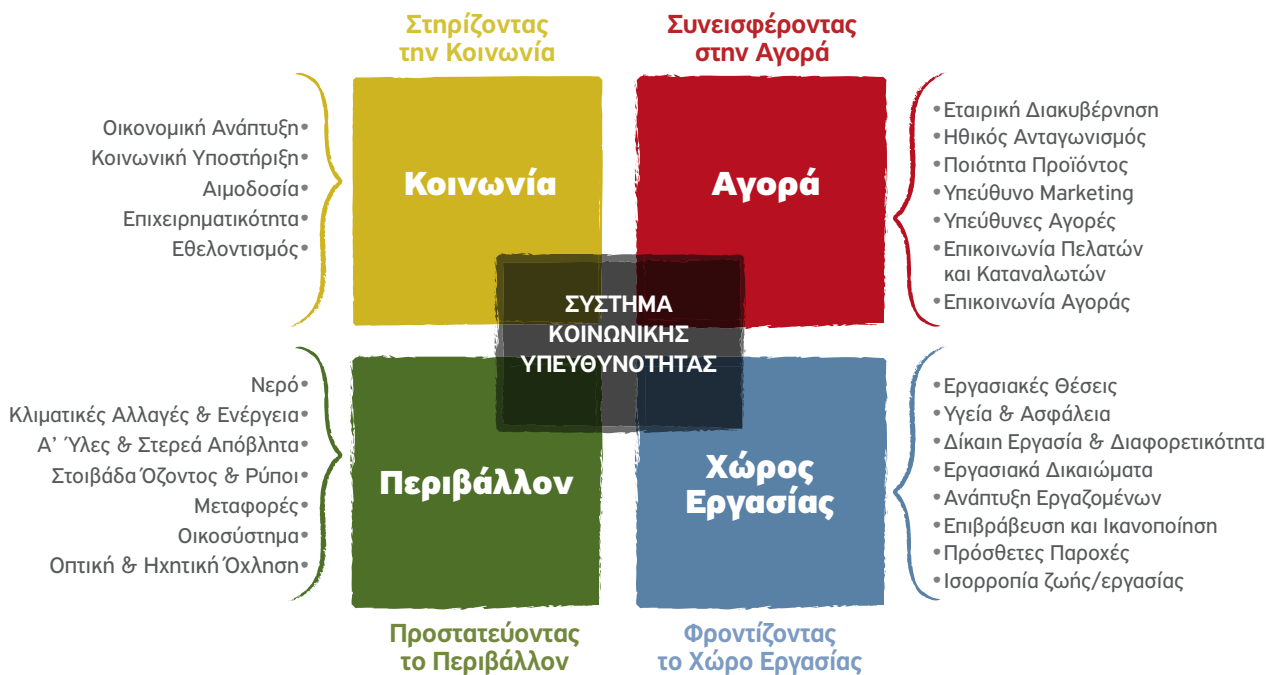 Στηρίζοντας
την Κοινωνία
Συνεισφέροντας
στην Αγορά
Οικονομική Ανάπτυξη•
Κοινωνική Υποστήριξη•
Αιμοδοσία•
Επιχειρηματικότητα•
Εθελοντισμός•
Κοινωνία
Αγορά
•Εταιρική Διακυβέρνηση
•Ηθικός Ανταγωνισμός
•Ποιότητα Προϊόντος
•Υπεύθυνο Marketing
•Υπεύθυνες Αγορές
•Επικοινωνία Πελατών
και Καταναλωτών
•Επικοινωνία Αγοράς
ΣΥΣΤΗΜΑ
ΚΟΙΝΩΝΙΚΗΣ
ΥΠΕΥΘΥΝΟΤΗΤΑΣ
Νερό•
Κλιματικές Αλλαγές & Ενέργεια•
Α’ Ύλες & Στερεά Απόβλητα•
Στοιβάδα Όζοντος & Ρύποι•
Μεταφορές•
Οικοσύστημα•
Οπτική & Ηχητική Όχληση•
Περιβάλλον
Χώρος
Εργασίας
•Εργασιακές Θέσεις
•Υγεία & Ασφάλεια
•Δίκαιη Εργασία & Διαφορετικότητα
•Εργασιακά Δικαιώματα
•Ανάπτυξη Εργαζομένων
•Επιβράβευση και Ικανοποίηση
•Πρόσθετες Παροχές
•Ισορροπία ζωής/εργασίας
Προστατεύοντας
το Περιβάλλον
Φροντίζοντας
το Χώρο Εργασίας